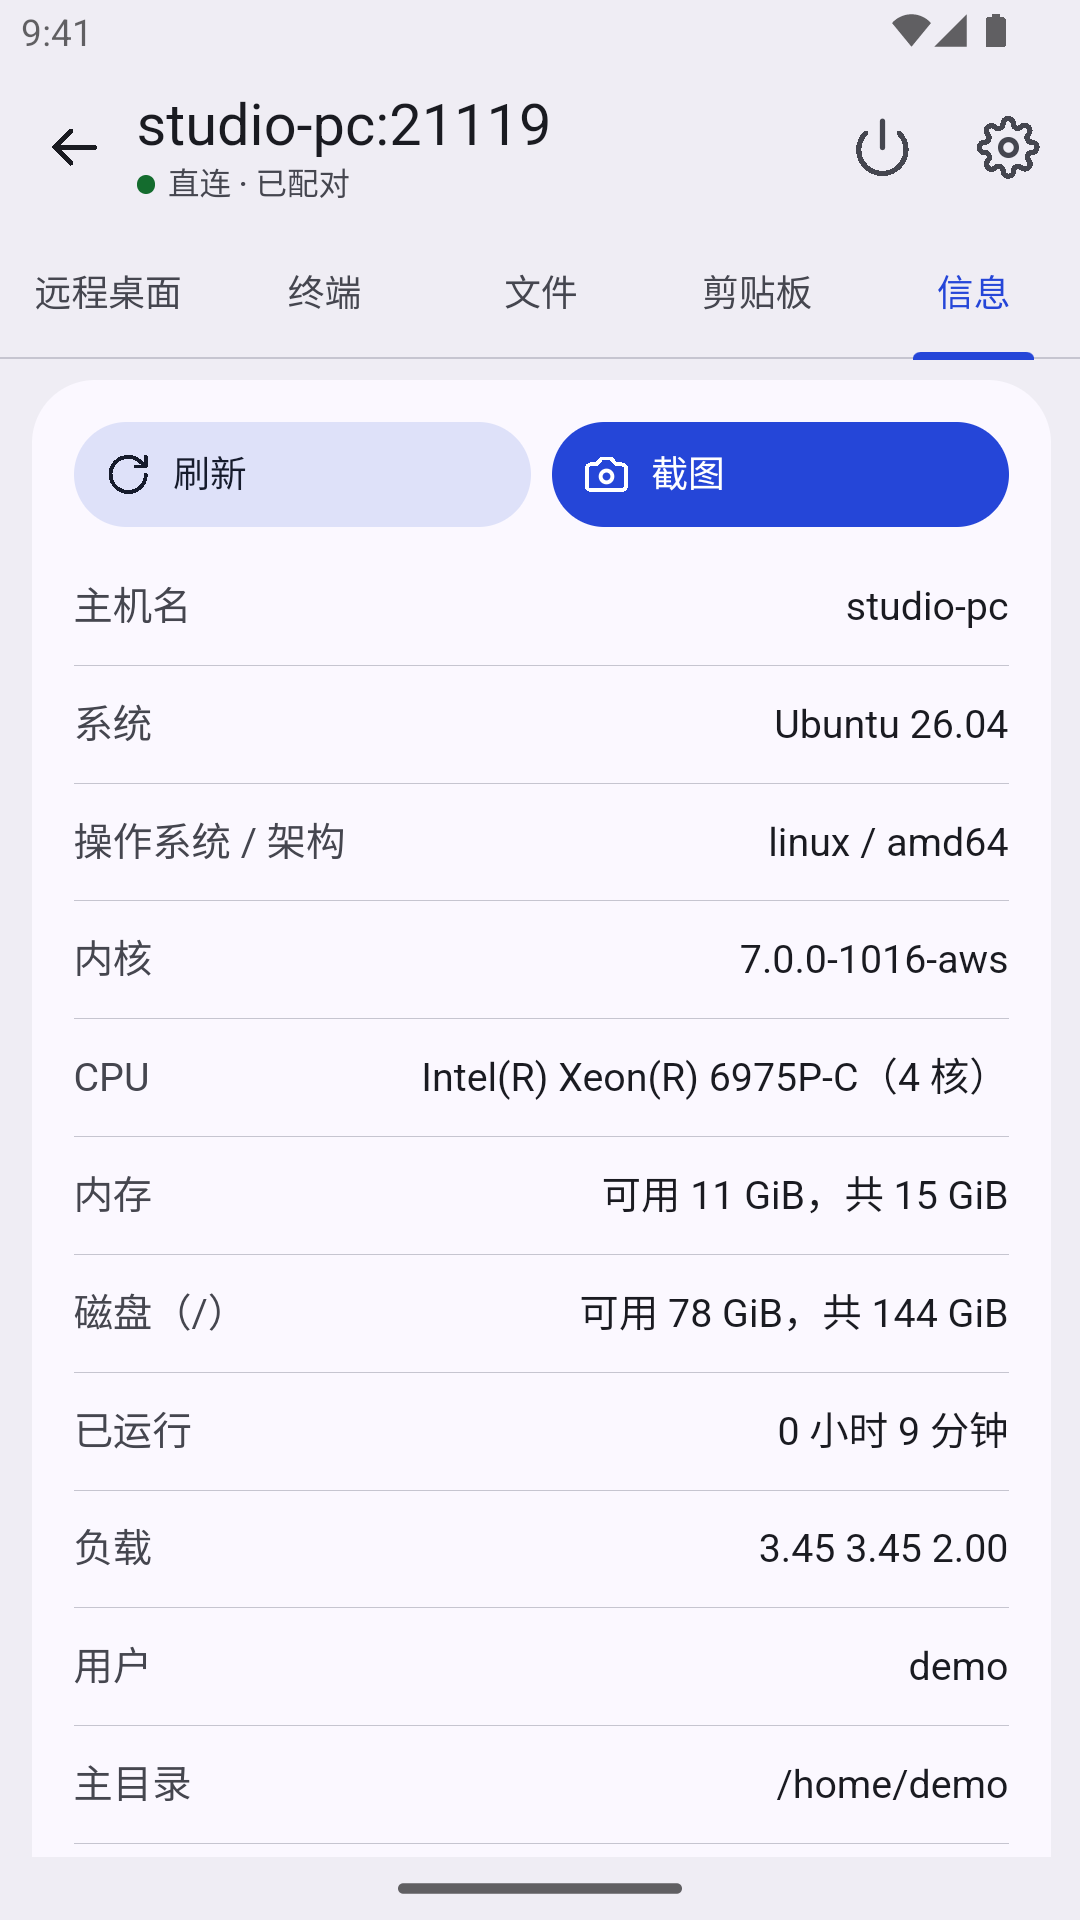 9:41
studio-pc:21119
直连 · 已配对
远程桌面 终端 文件 剪贴板 信息
刷新 截图
主机名 studio-pc
系统 Ubuntu 26.04
操作系统 / 架构 linux / amd64
内核 7.0.0-1016-aws
CPU Intel(R) Xeon(R) 6975P-C（4 核）
内存 可用 11 GiB，共 15 GiB
磁盘（/） 可用 78 GiB，共 144 GiB
已运行 0 小时 9 分钟
负载 3.45 3.45 2.00
用户 demo
主目录 /home/demo